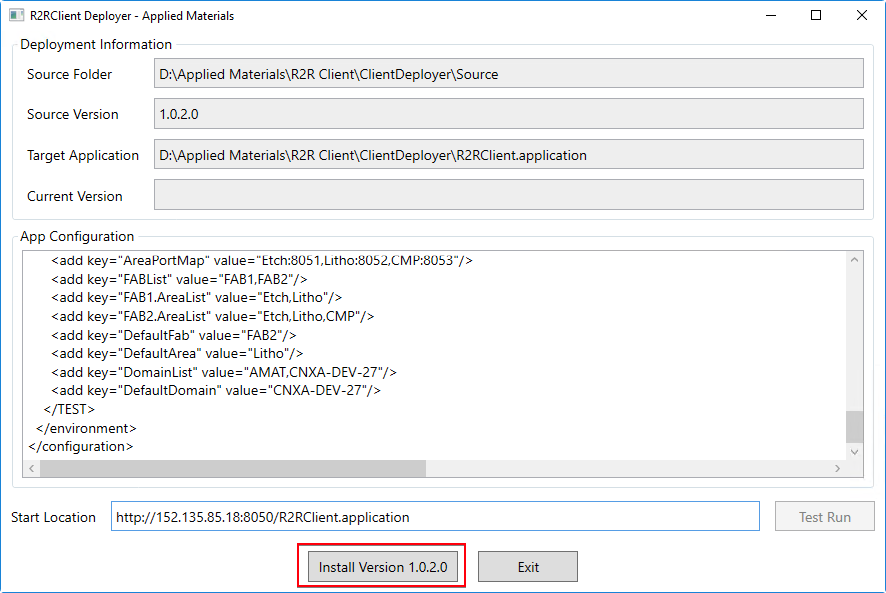 R2RClient Deployer - Applied Materials
Deployment Information
Source Folder D:\Applied Materials\R2R Client\ClientDeployer\Source
Source Version 1.0.2.0
Target Application D:\Applied Materials\R2R Client\ClientDeployer\R2RClient.application
Current Version
App Configuration
<add key="AreaPortMap" value="Etch:8051,Litho:8052,CMP:8053"/>
<add key="FABList" value="FAB1,FAB2"/>
<add key="FAB1.AreaList" value="Etch,Litho"/>
<add key="FAB2.AreaList" value="Etch,Litho,CMP"/>
<add key="DefaultFab" value="FAB2"/>
<add key="DefaultArea" value="Litho"/>
<add key="DomainList" value="AMAT,CNXA-DEV-27"/>
<add key="DefaultDomain" value="CNXA-DEV-27"/>
</TEST>
</environment>
</configuration>
Start Location http://152.135.85.18:8050/R2RClient.application Test Run
Install Version 1.0.2.0 Exit